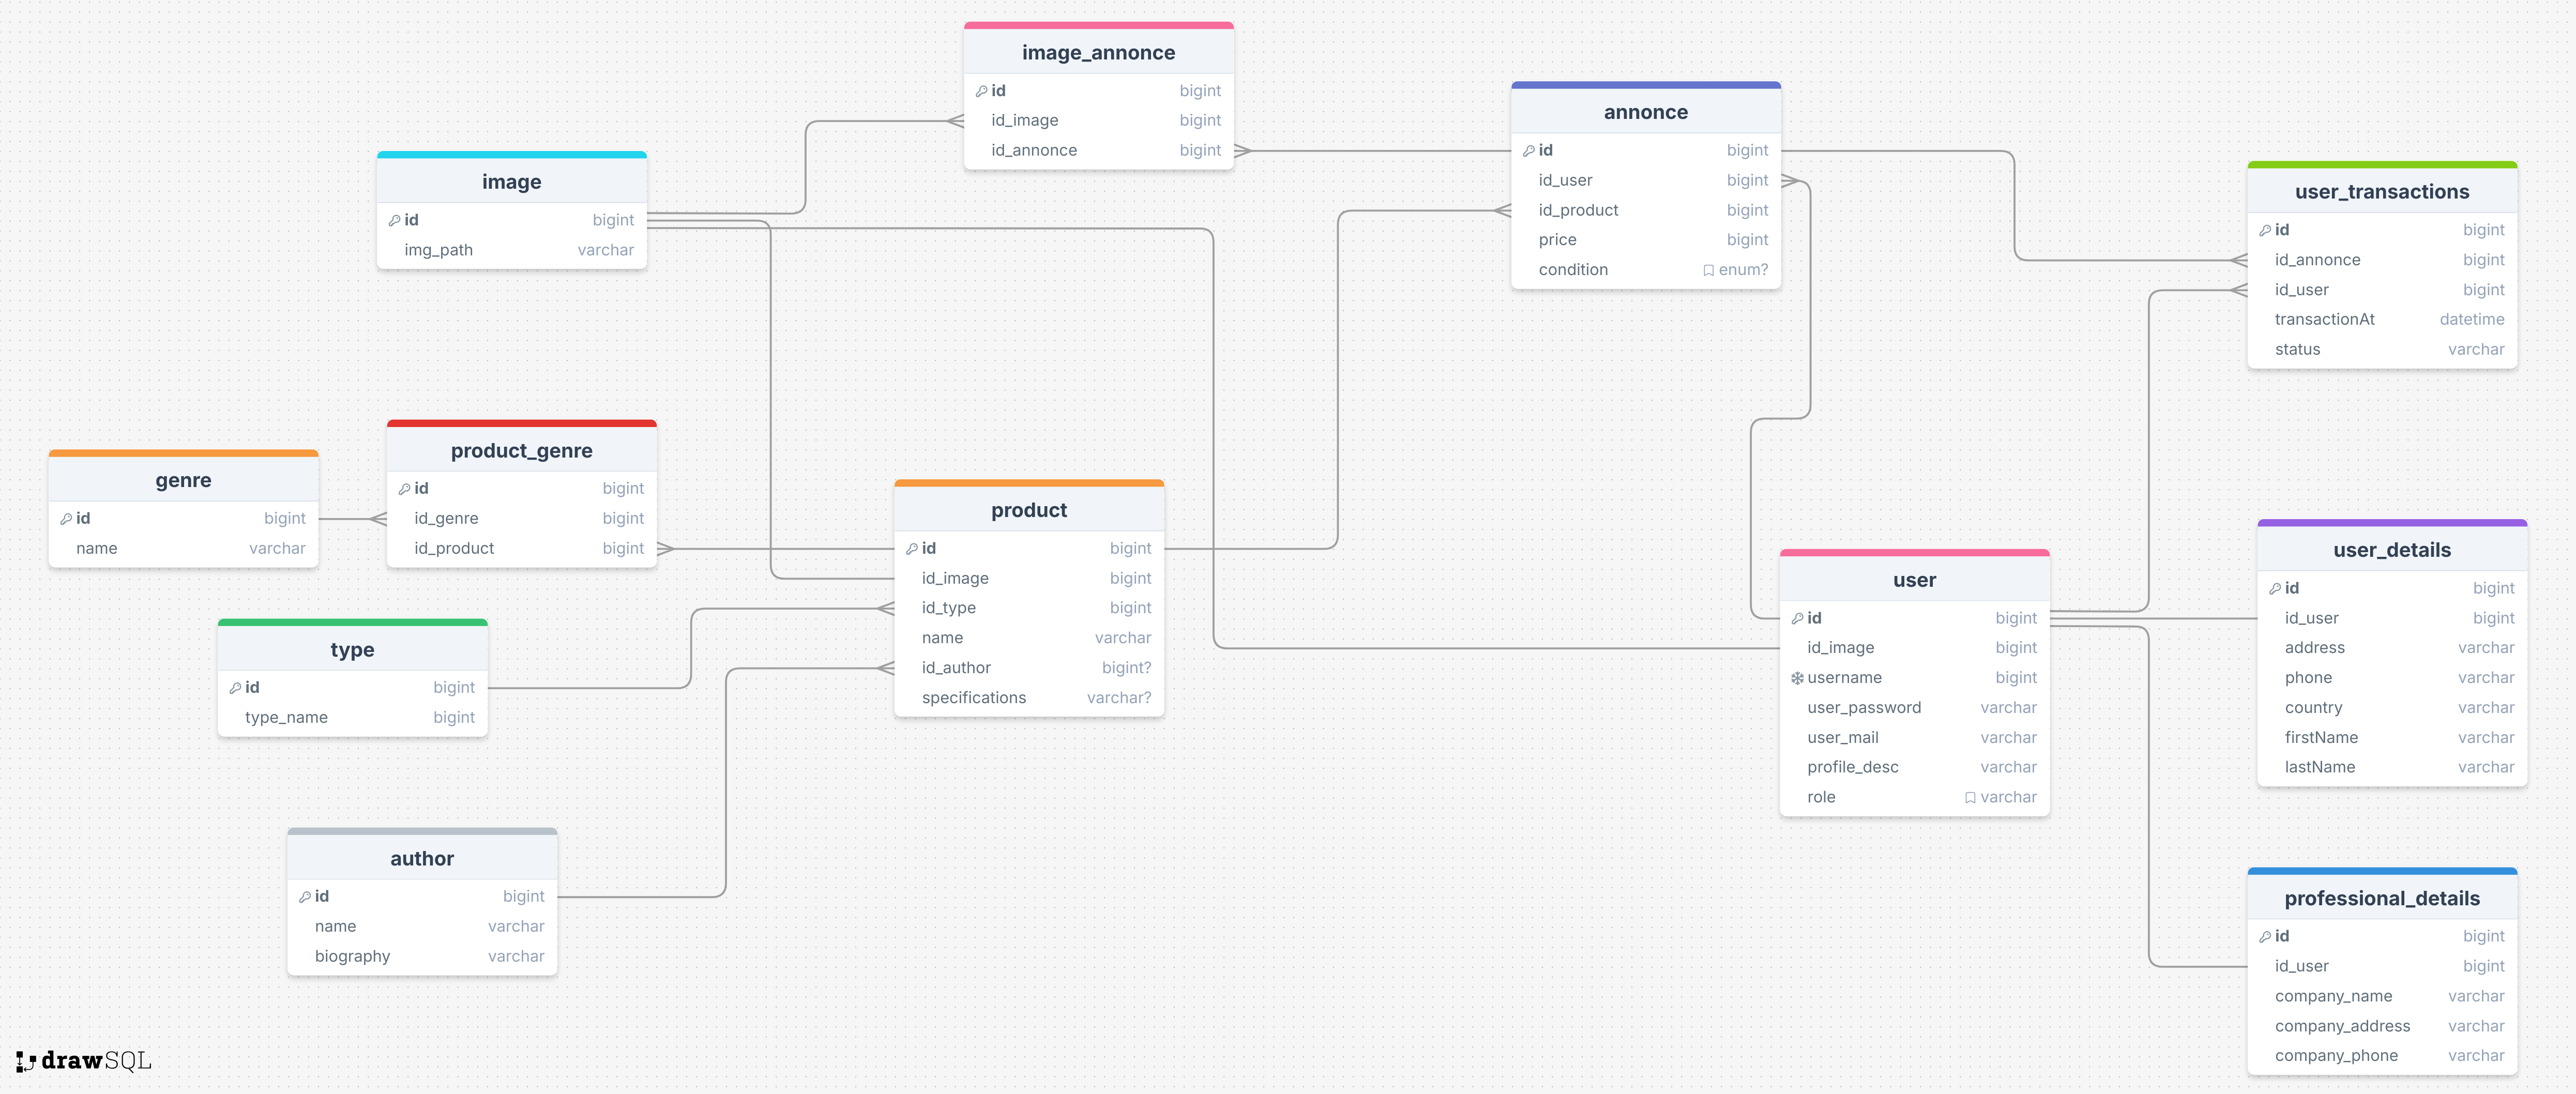 image_annonce
id bigint
id_image bigint
id_annonce bigint
annonce
id bigint
id_user bigint
id_product bigint
price bigint
condition enum?
image
id bigint
img_path varchar
user_transactions
id bigint
id_annonce bigint
id_user bigint
transactionAt datetime
status varchar
product_genre
id bigint
id_genre bigint
id_product bigint
genre
id bigint
name varchar
product
id bigint
id_image bigint
id_type bigint
name varchar
id_author bigint?
specifications varchar?
user_details
id bigint
id_user bigint
address varchar
phone varchar
country varchar
firstName varchar
lastName varchar
user
id bigint
id_image bigint
username bigint
user_password varchar
user_mail varchar
profile_desc varchar
role varchar
type
id bigint
type_name bigint
author
id bigint
name varchar
biography varchar
professional_details
id bigint
id_user bigint
company_name varchar
company_address varchar
company_phone varchar
drawSQL